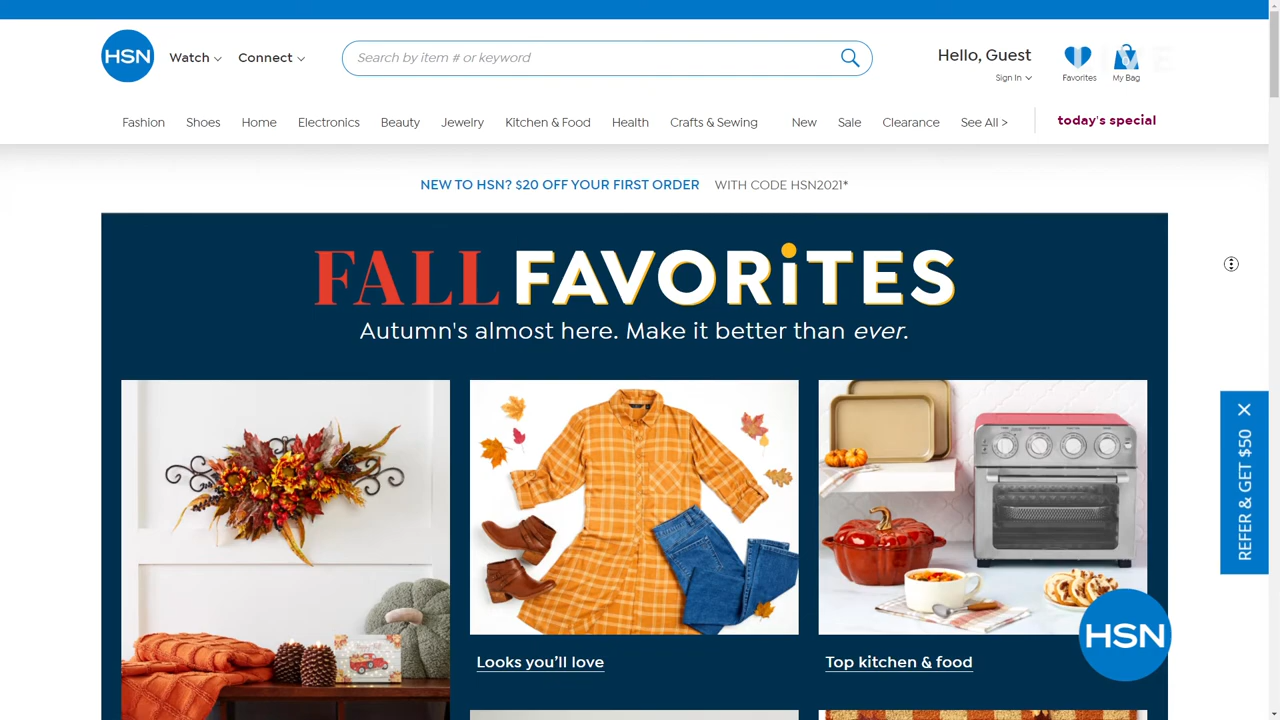 HSN
Watch
Connect
Search by item # or keyword
Hello, Guest
Sign In
Favorites
My Bag
Fashion
Shoes
Home
Electronics
Beauty
Jewelry
Kitchen & Food
Health
Crafts & Sewing
New
Sale
Clearance
See All >
today's special
NEW TO HSN? $20 OFF YOUR FIRST ORDER WITH CODE HSN2021*
FALL FAVORiTES
Autumn's almost here. Make it better than ever.
REFER & GET $50
Looks you'll love
Top kitchen & food
HSN